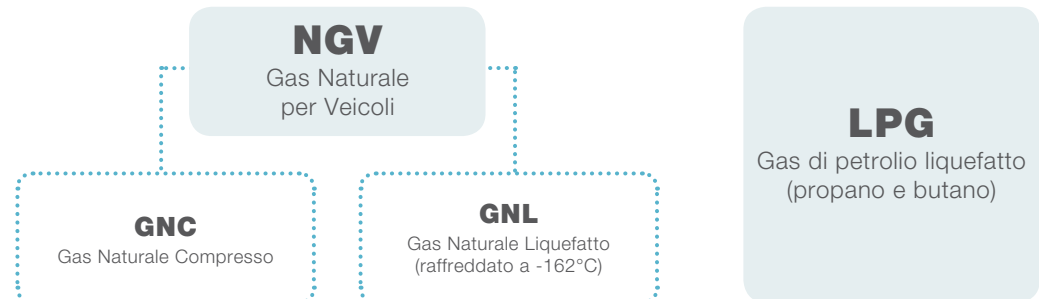 NGV
Gas Naturale
per Veicoli
GNC
Gas Naturale Compresso
GNL
Gas Naturale Liquefatto
(raffreddato a -162°C)
LPG
Gas di petrolio liquefatto
(propano e butano)